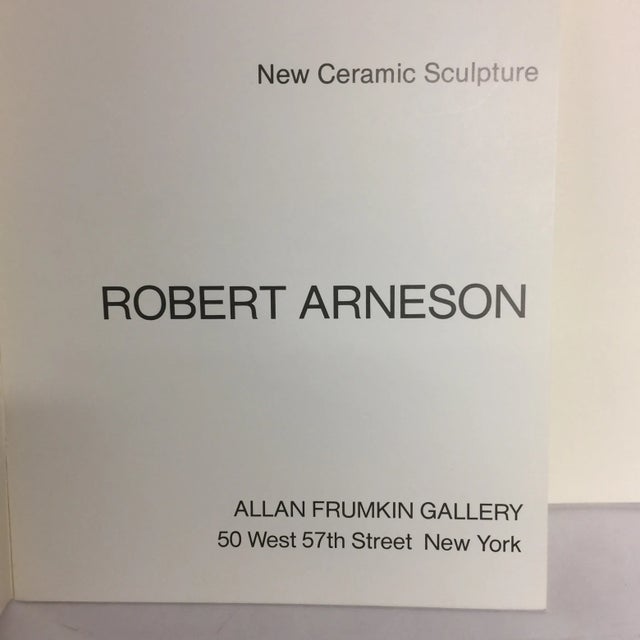 New Ceramic Sculpture
ROBERT ARNESON
ALLAN FRUMKIN GALLERY
50 West 57th Street New York